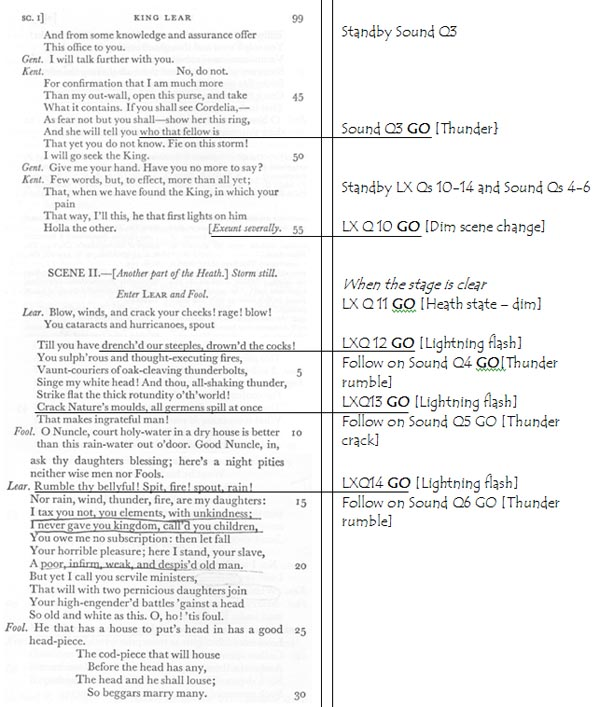 SC. I] KING LEAR 99
And from some knowledge and assurance offer
This office to you.
Gent. I will talk further with you.
Kent. No, do not.
For confirmation that I am much more
Than my out-wall, open this purse, and take 45
What it contains. If you shall see Cordelia,—
As fear not but you shall—show her this ring,
And she will tell you who that fellow is
That yet you do not know. Fie on this storm!
I will go seek the King. 50
Gent. Give me your hand. Have you no more to say?
Kent. Few words, but, to effect, more than all yet;
That, when we have found the King, in which your
pain
That way, I'll this, he that first lights on him
Holla the other. [Exeunt severally. 55
SCENE II.—[Another part of the Heath.] Storm still.
Enter LEAR and Fool.
Lear. Blow, winds, and crack your cheeks! rage! blow!
You cataracts and hurricanoes, spout
Till you have drench'd our steeples, drown'd the cocks!
You sulph'rous and thought-executing fires,
Vaunt-couriers of oak-cleaving thunderbolts, 5
Singe my white head! And thou, all-shaking thunder,
Strike flat the thick rotundity o'th'world!
Crack Nature's moulds, all germens spill at once
That makes ingrateful man!
Fool. O Nuncle, court holy-water in a dry house is better 10
than this rain-water out o'door. Good Nuncle, in,
ask thy daughters blessing; here's a night pities
neither wise men nor Fools.
Lear. Rumble thy bellyful! Spit, fire! spout, rain!
Nor rain, wind, thunder, fire, are my daughters: 15
I tax you not, you elements, with unkindness;
I never gave you kingdom, call'd you children,
You owe me no subscription: then let fall
Your horrible pleasure; here I stand, your slave,
A poor, infirm, weak, and despis'd old man. 20
But yet I call you servile ministers,
That will with two pernicious daughters join
Your high-engender'd battles 'gainst a head
So old and white as this. O, ho! 'tis foul.
Fool. He that has a house to put's head in has a good 25
head-piece.
The cod-piece that will house
Before the head has any,
The head and he shall louse;
So beggars marry many. 30
Standby Sound Q3
Sound Q3 GO [Thunder}
Standby LX Qs 10-14 and Sound Qs 4-6
LX Q 10 GO [Dim scene change]
When the stage is clear
LX Q 11 GO [Heath state – dim]
LXQ 12 GO [Lightning flash]
Follow on Sound Q4 GO[Thunder
rumble]
LXQ13 GO [Lightning flash]
Follow on Sound Q5 GO [Thunder
crack]
LXQ14 GO [Lightning flash]
Follow on Sound Q6 GO [Thunder
rumble]